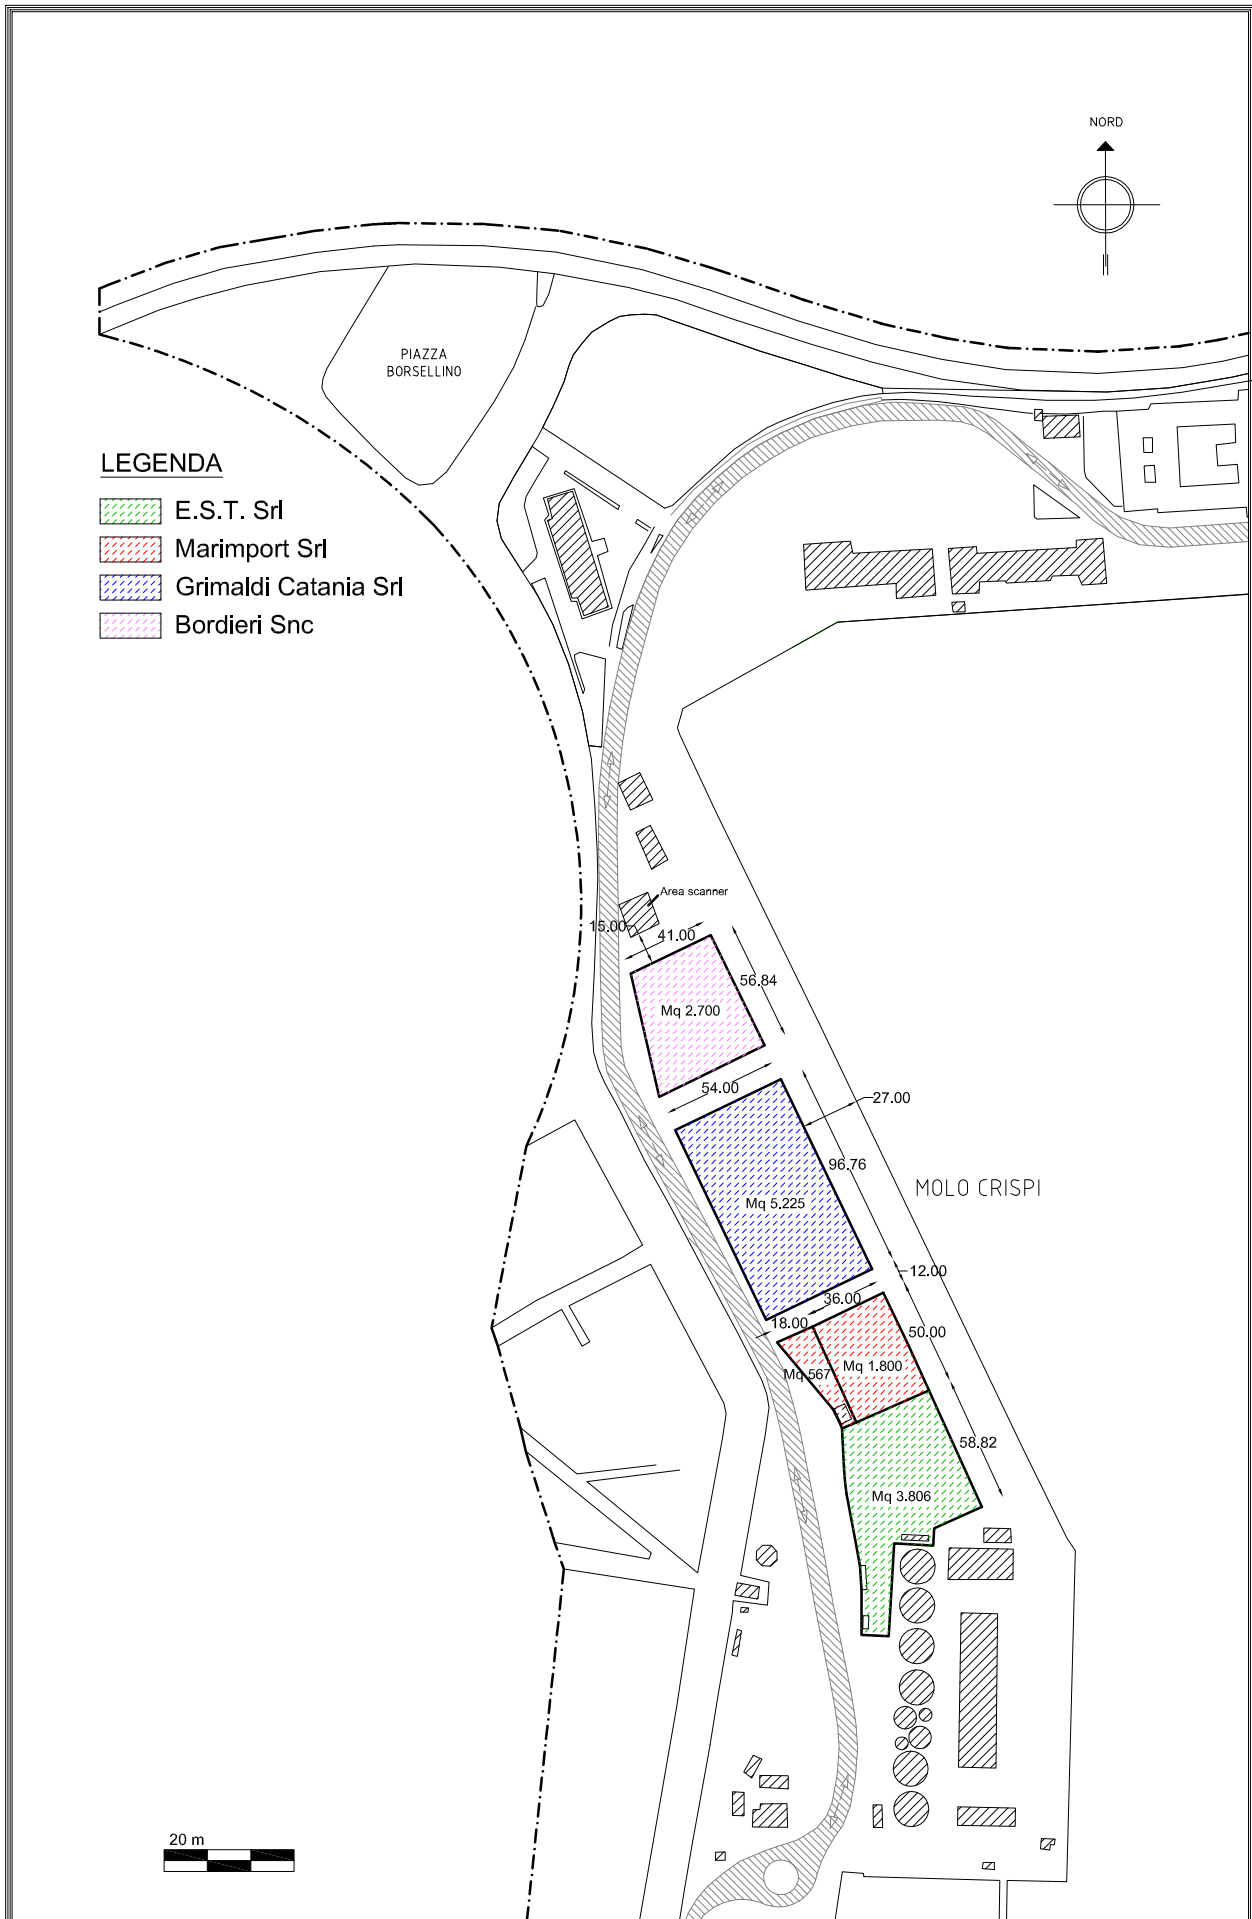 NORD
PIAZZA
BORSELLINO
LEGENDA
E.S.T. Srl
Marimport Srl
Grimaldi Catania Srl
Bordieri Snc
Area scanner
15.00
41.00
56.84
Mq 2.700
54.00
27.00
96.76
MOLO CRISPI
Mq 5.225
12.00
36.00
18.00
50.00
Mq 1.800
Mq 567
58.82
Mq 3.806
20 m